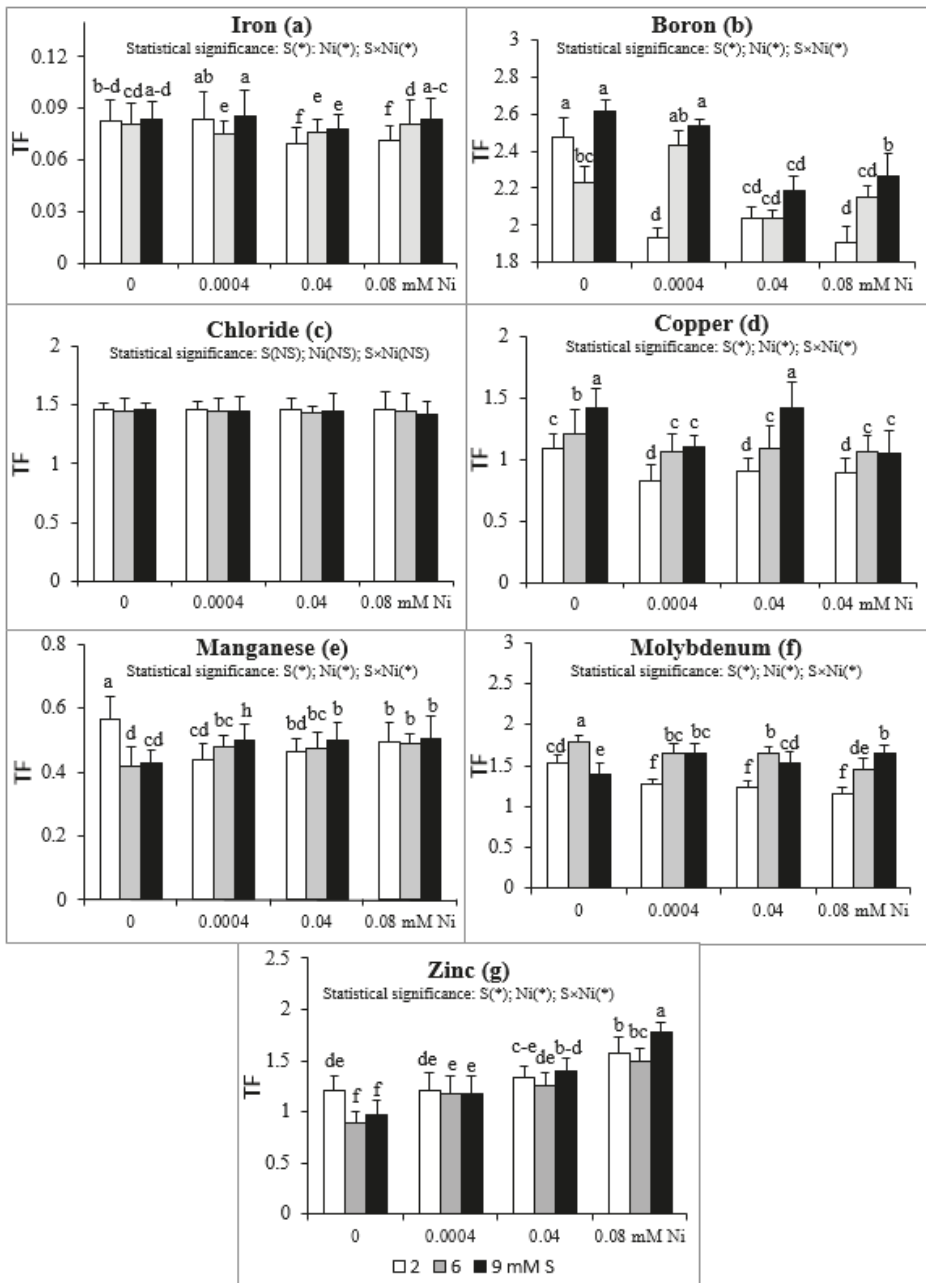 Iron (a)
Statistical significance: S(*): Ni(*); S×Ni(*)
0.12
0.09
0.06
0.03
0
TF
b-d cd a-d ab e a f e e f d a-c
0 0.0004 0.04 0.08 mM Ni
Boron (b)
Statistical significance: S(*); Ni(*); S×Ni(*)
3
2.8
2.6
2.4
2.2
2
1.8
TF
a bc a d ab a cd cd cd d cd b
0 0.0004 0.04 0.08 mM Ni
Chloride (c)
Statistical significance: S(NS); Ni(NS); S×Ni(NS)
2
1.5
1
0.5
0
TF
0 0.0004 0.04 0.08 mM Ni
Copper (d)
Statistical significance: S(*); Ni(*); S×Ni(*)
2
1.5
1
0.5
0
TF
c b a d c c d c a d c c
0 0.0004 0.04 0.04 mM Ni
Manganese (e)
Statistical significance: S(*); Ni(*); S×Ni(*)
0.8
0.6
0.4
0.2
0
TF
a d cd cd bc h bd bc b b b b
0 0.0004 0.04 0.08 mM Ni
Molybdenum (f)
Statistical significance: S(*); Ni(*); S×Ni(*)
3
2.5
2
1.5
1
0.5
0
TF
cd a e f bc bc f b cd f de b
0 0.0004 0.04 0.08 mM Ni
Zinc (g)
Statistical significance: S(*); Ni(*); S×Ni(*)
2.5
2
1.5
1
0.5
0
TF
de f f de e e c-e de b-d b bc a
0 0.0004 0.04 0.08 mM Ni
2 6 9 mM S